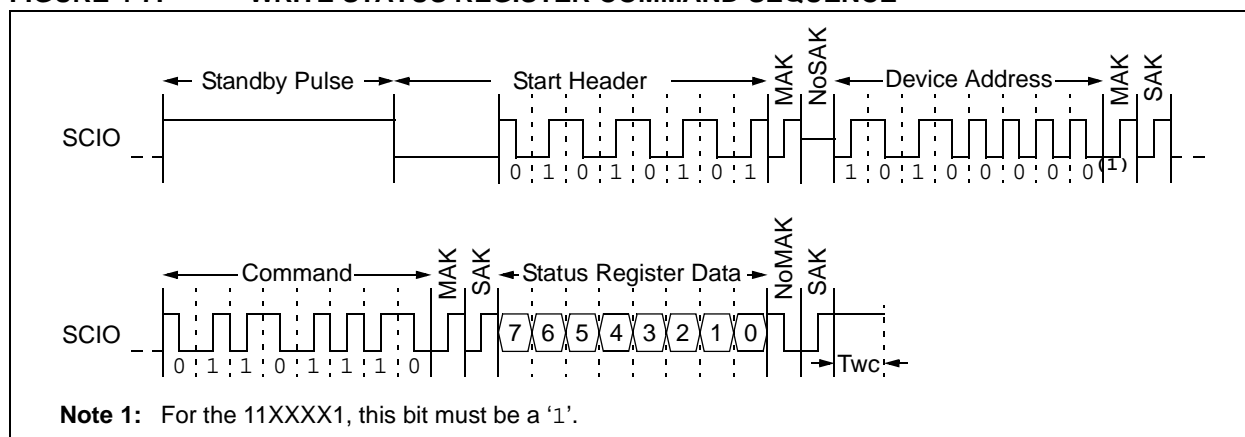 FIGURE WRITE STATUS REGISTER COMMAND SEQUENCE
Standby Pulse Start Header MAK NoSAK Device Address MAK SAK
SCIO
0 1 0 1 0 1 0 1 1 0 1 0 0 0 0 0(1)
Command MAK SAK Status Register Data NoMAK SAK
SCIO 7 6 5 4 3 2 1 0
0 1 1 0 1 1 1 0 Twc
Note 1: For the 11XXXX1, this bit must be a ‘1’.